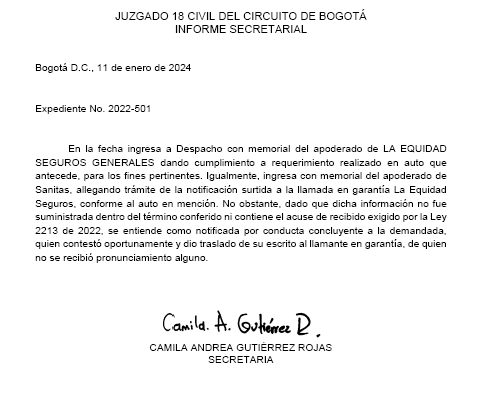 JUZGADO 18 CIVIL DEL CIRCUITO DE BOGOTÁ
INFORME SECRETARIAL
Bogotá D.C., 11 de enero de 2024
Expediente No. 2022-501
En la fecha ingresa a Despacho con memorial del apoderado de LA EQUIDAD
SEGUROS GENERALES dando cumplimiento a requerimiento realizado en auto que
antecede, para los fines pertinentes. Igualmente, ingresa con memorial del apoderado de
Sanitas, allegando trámite de la notificación surtida a la llamada en garantía La Equidad
Seguros, conforme al auto en mención. No obstante, dado que dicha información no fue
suministrada dentro del término conferido ni contiene el acuse de recibido exigido por la Ley
2213 de 2022, se entiende como notificada por conducta concluyente a la demandada,
quien contestó oportunamente y dio traslado de su escrito al llamante en garantía, de quien
no se recibió pronunciamiento alguno.
Camila. A. Gutiérrez R.
CAMILA ANDREA GUTIÉRREZ ROJAS
SECRETARIA